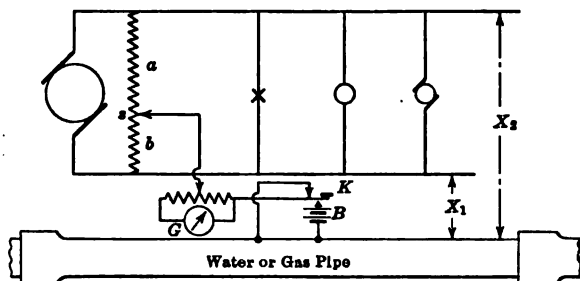 a
s
b
X₂
K
X₁
G
B
Water or Gas Pipe